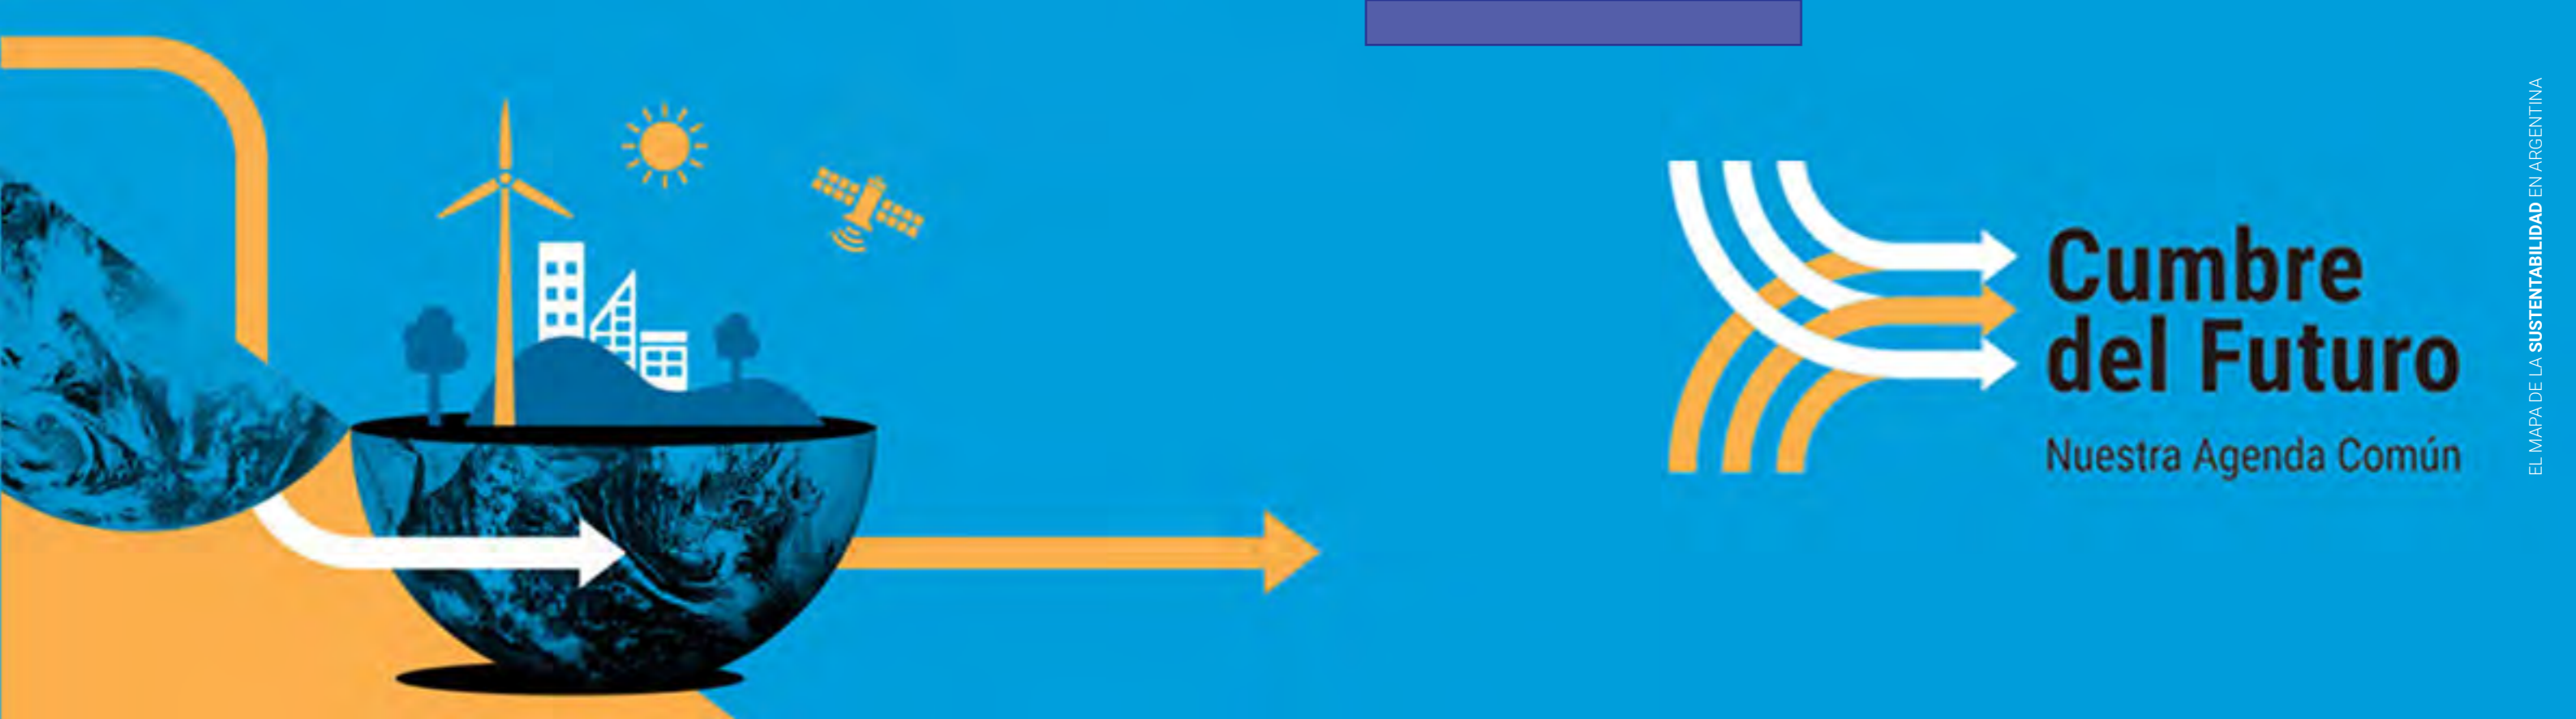 Cumbre
del Futuro
Nuestra Agenda Común
EL MAPA DE LA SUSTENTABILIDAD EN ARGENTINA